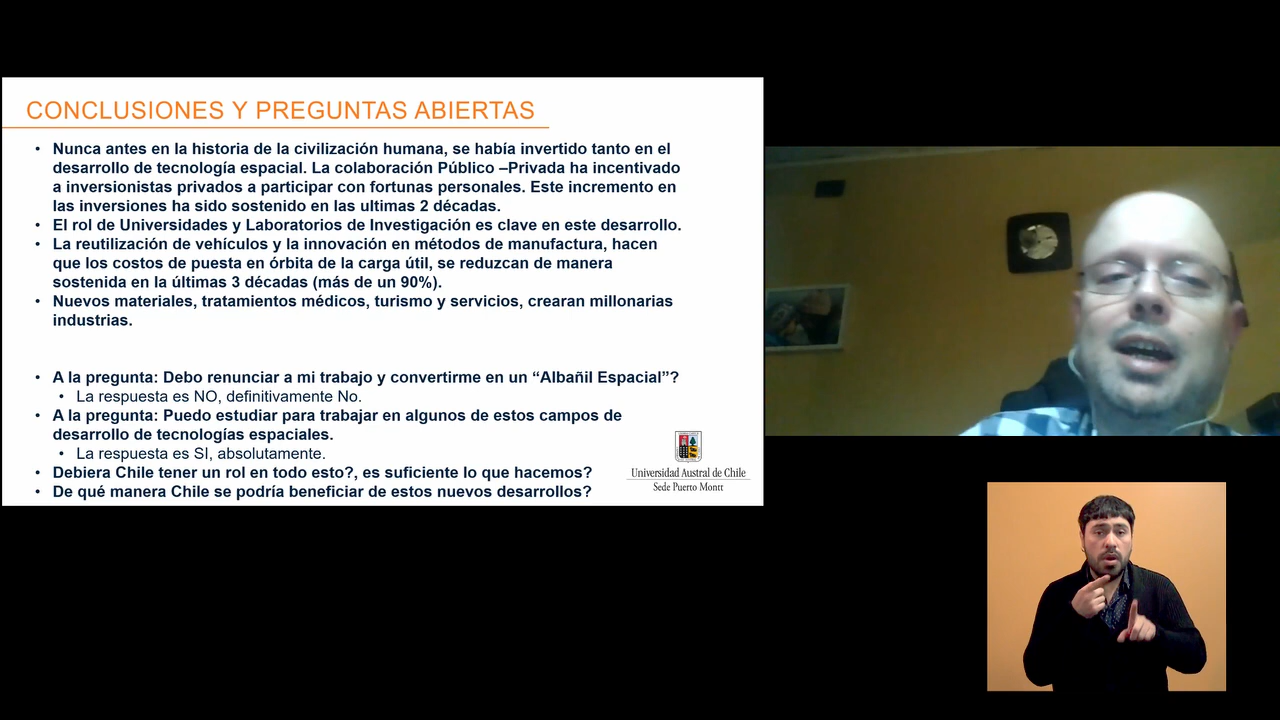 CONCLUSIONES Y PREGUNTAS ABIERTAS
• Nunca antes en la historia de la civilización humana, se había invertido tanto en el
desarrollo de tecnología espacial. La colaboración Público –Privada ha incentivado
a inversionistas privados a participar con fortunas personales. Este incremento en
las inversiones ha sido sostenido en las ultimas 2 décadas.
• El rol de Universidades y Laboratorios de Investigación es clave en este desarrollo.
• La reutilización de vehículos y la innovación en métodos de manufactura, hacen
que los costos de puesta en órbita de la carga útil, se reduzcan de manera
sostenida en la últimas 3 décadas (más de un 90%).
• Nuevos materiales, tratamientos médicos, turismo y servicios, crearan millonarias
industrias.
• A la pregunta: Debo renunciar a mi trabajo y convertirme en un “Albañil Espacial”?
• La respuesta es NO, definitivamente No.
• A la pregunta: Puedo estudiar para trabajar en algunos de estos campos de
desarrollo de tecnologías espaciales.
• La respuesta es SI, absolutamente.
• Debiera Chile tener un rol en todo esto?, es suficiente lo que hacemos?
• De qué manera Chile se podría beneficiar de estos nuevos desarrollos?
Universidad Austral de Chile
Sede Puerto Montt